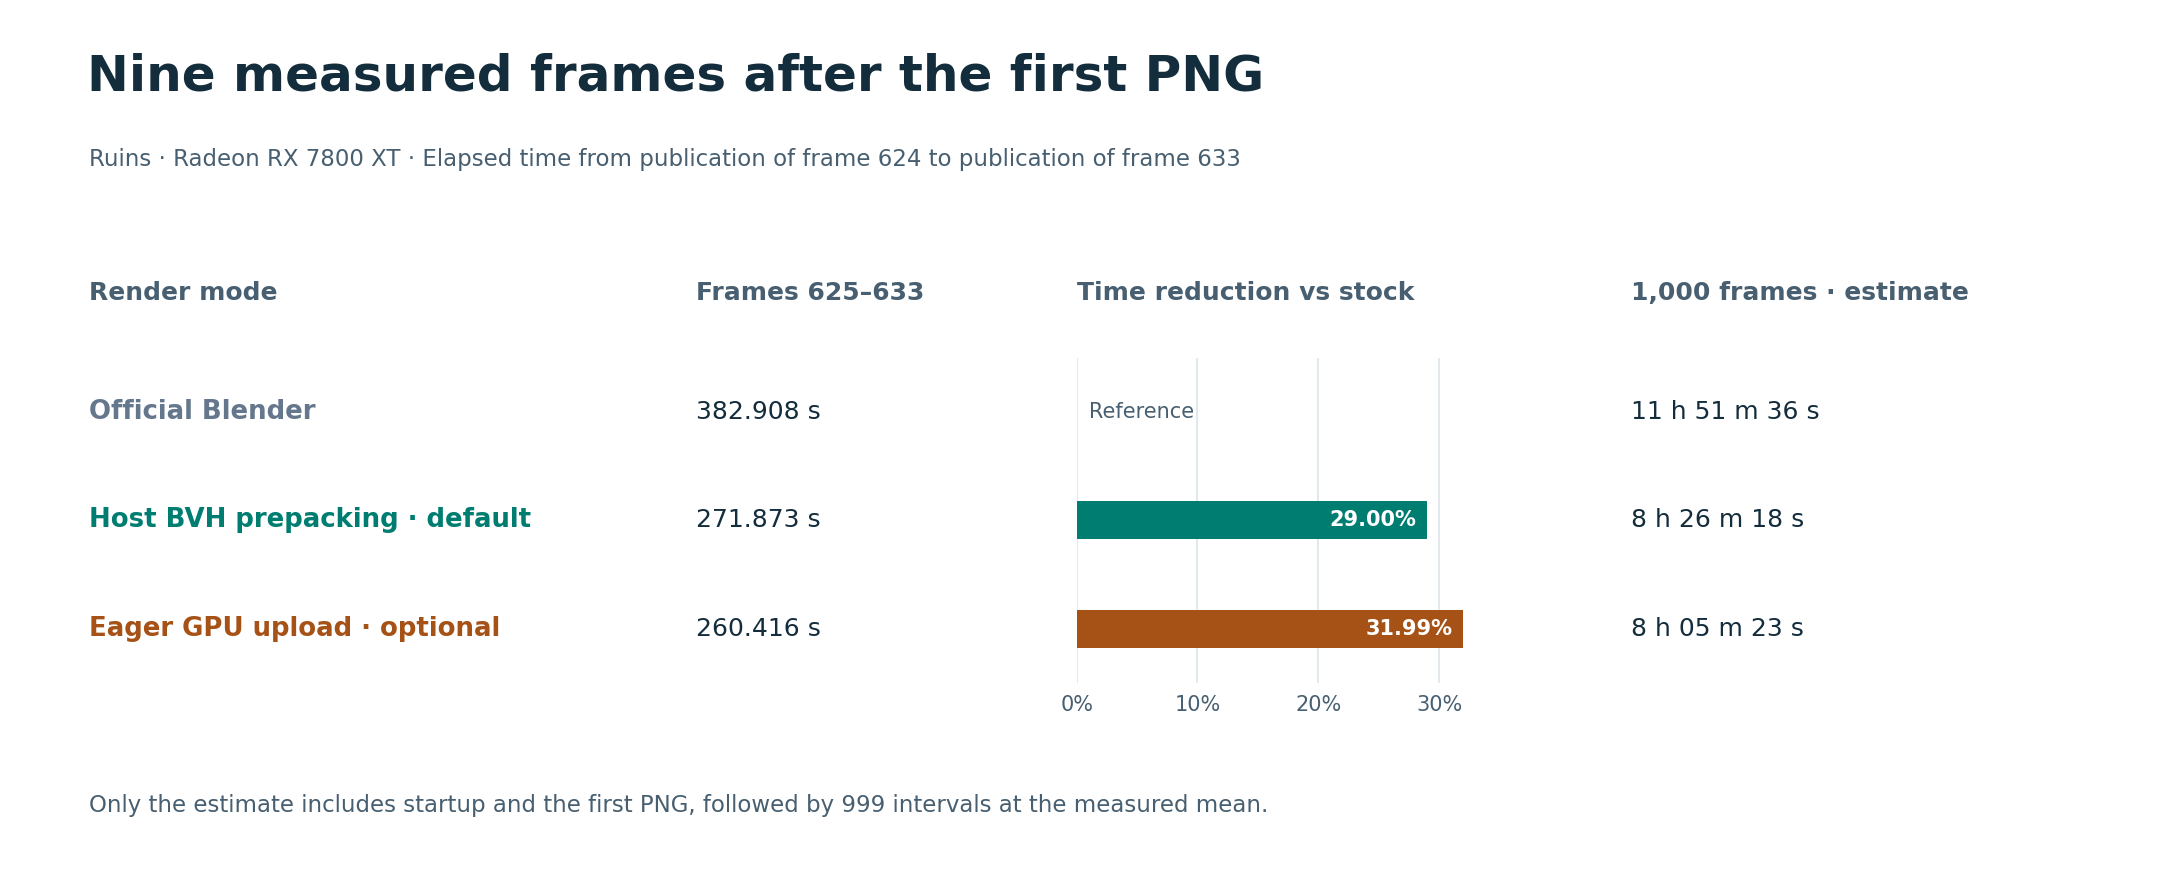 Nine measured frames after the first PNG
Ruins · Radeon RX 7800 XT · Elapsed time from publication of frame 624 to publication of frame 633
Render mode
Frames 625–633
Time reduction vs stock
1,000 frames · estimate
Official Blender
382.908 s
Reference
11 h 51 m 36 s
Host BVH prepacking · default
271.873 s
29.00%
8 h 26 m 18 s
Eager GPU upload · optional
260.416 s
31.99%
8 h 05 m 23 s
0%
10%
20%
30%
Only the estimate includes startup and the first PNG, followed by 999 intervals at the measured mean.